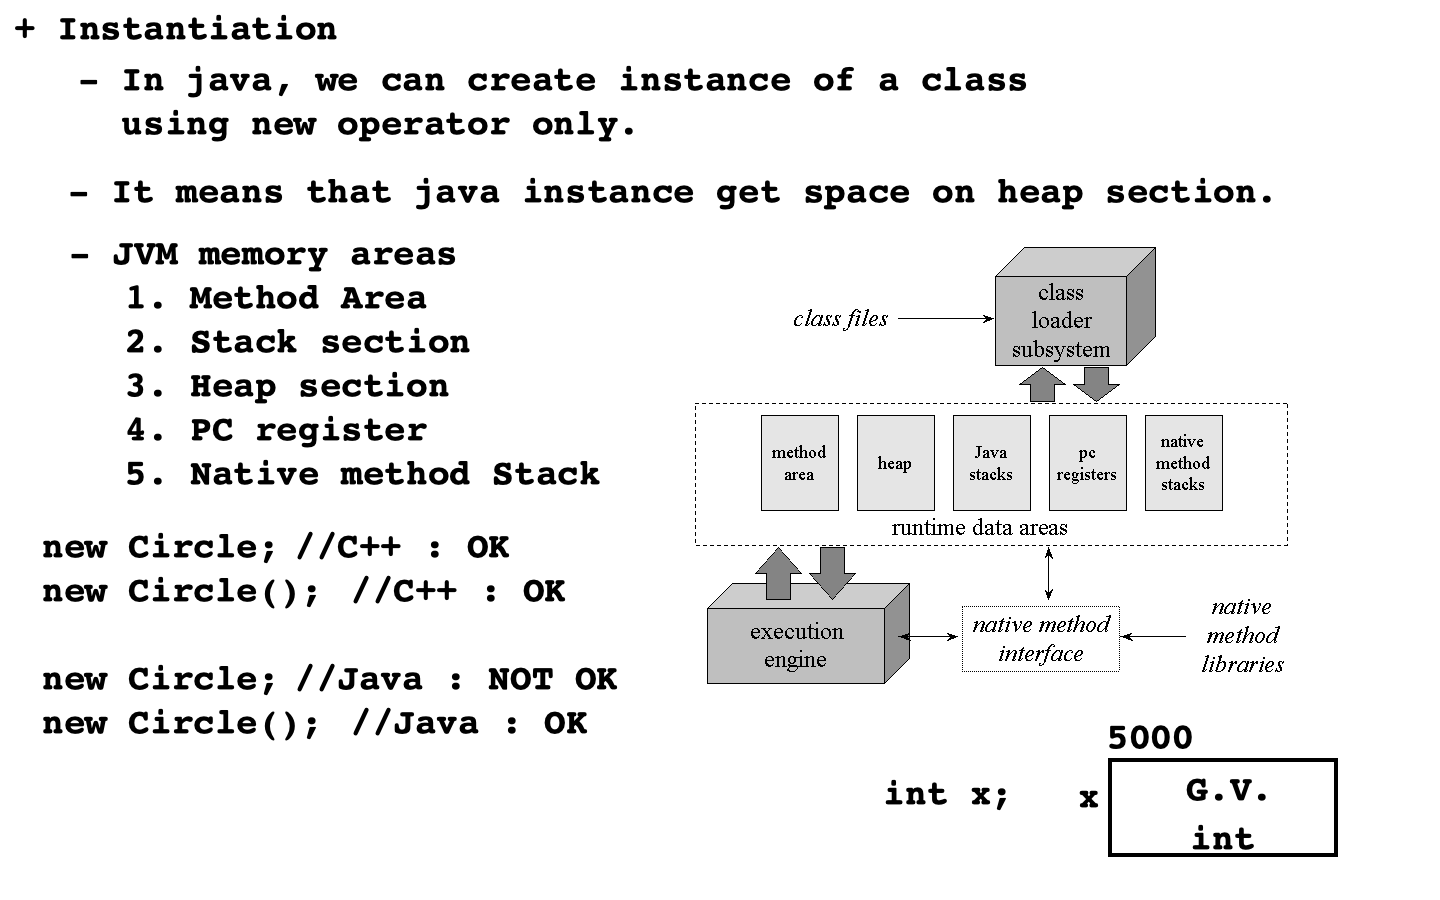 + Instantiation
- In java, we can create instance of a class
using new operator only.
- It means that java instance get space on heap section.
- JVM memory areas
1. Method Area
2. Stack section
3. Heap section
4. PC register
5. Native method Stack
new Circle; //C++ : OK
new Circle(); //C++ : OK
new Circle; //Java : NOT OK
new Circle(); //Java : OK
class files
class
loader
subsystem
method
area
heap
Java
stacks
pc
registers
native
method
stacks
runtime data areas
execution
engine
native method
interface
native
method
libraries
5000
int x;
x
G.V.
int